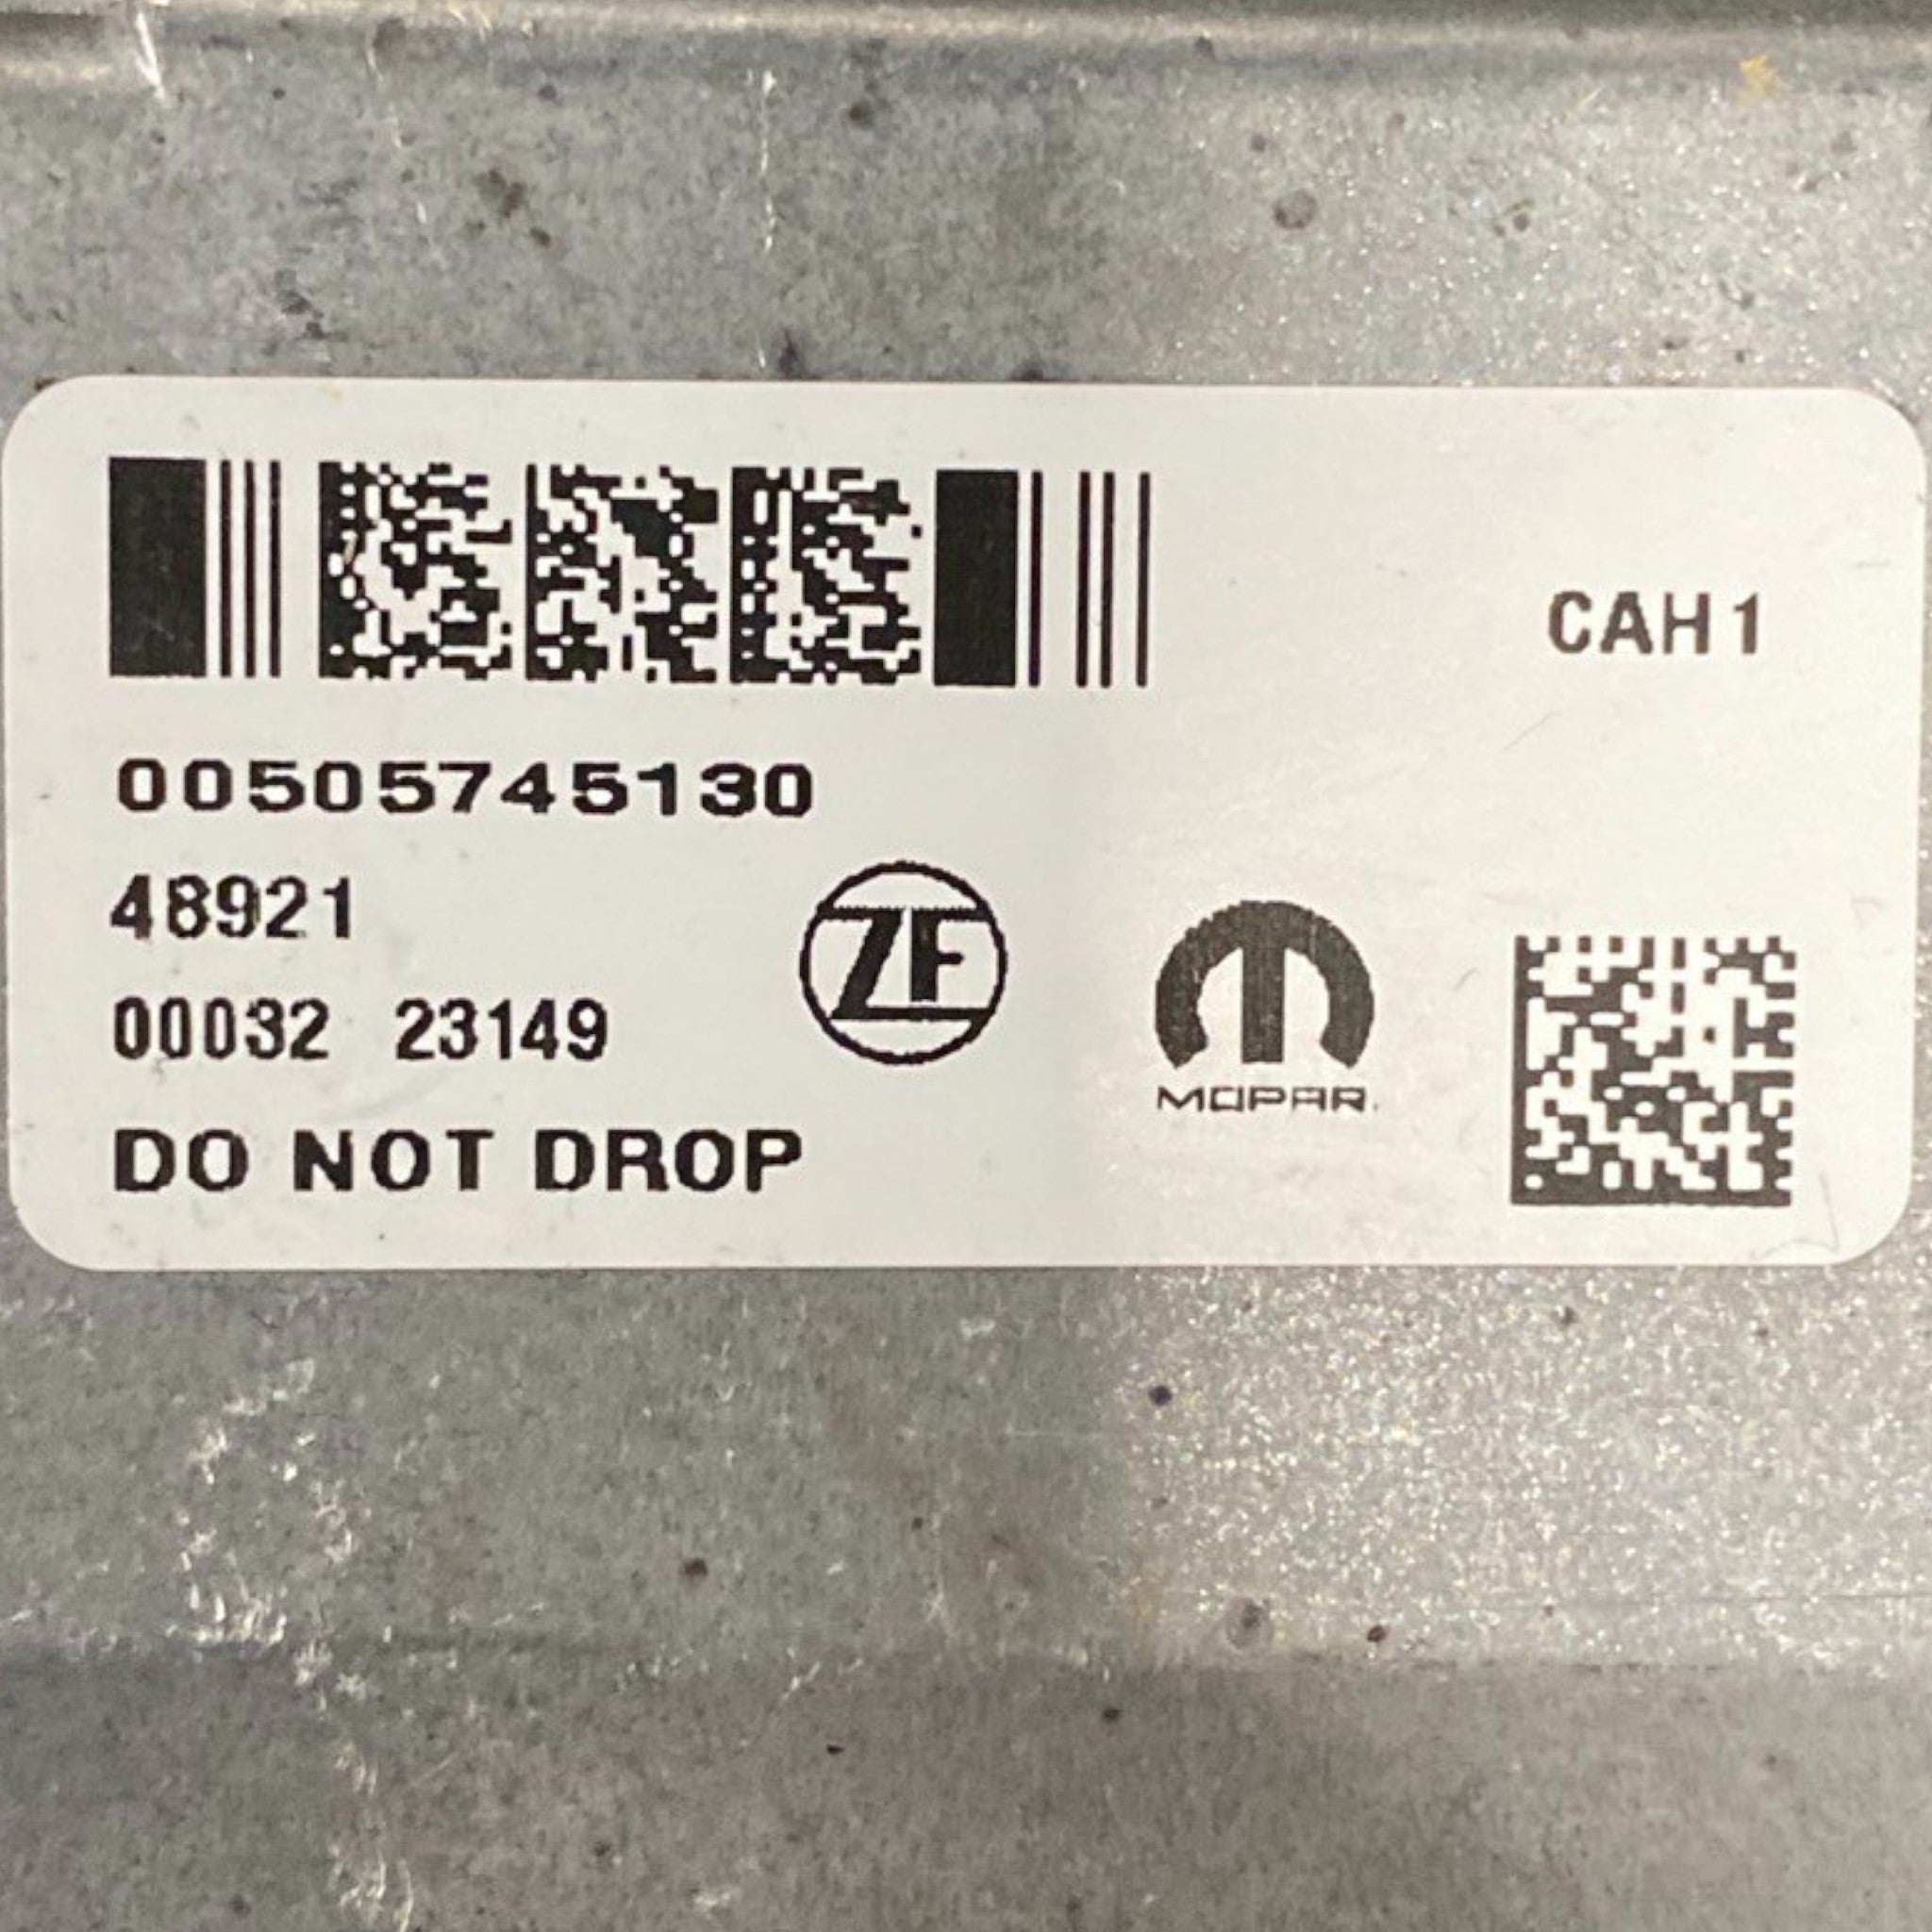 CAH1
00505745130
48921
00032 23149
ZF
MOPAR
DO NOT DROP